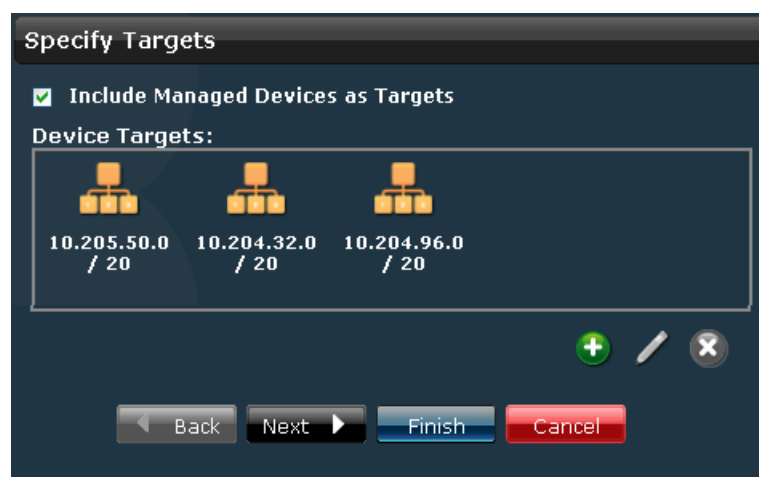 Specify Targets
Include Managed Devices as Targets
Device Targets:
10.205.50.0 10.204.32.0 10.204.96.0
/ 20 / 20 / 20
Back Next Finish Cancel